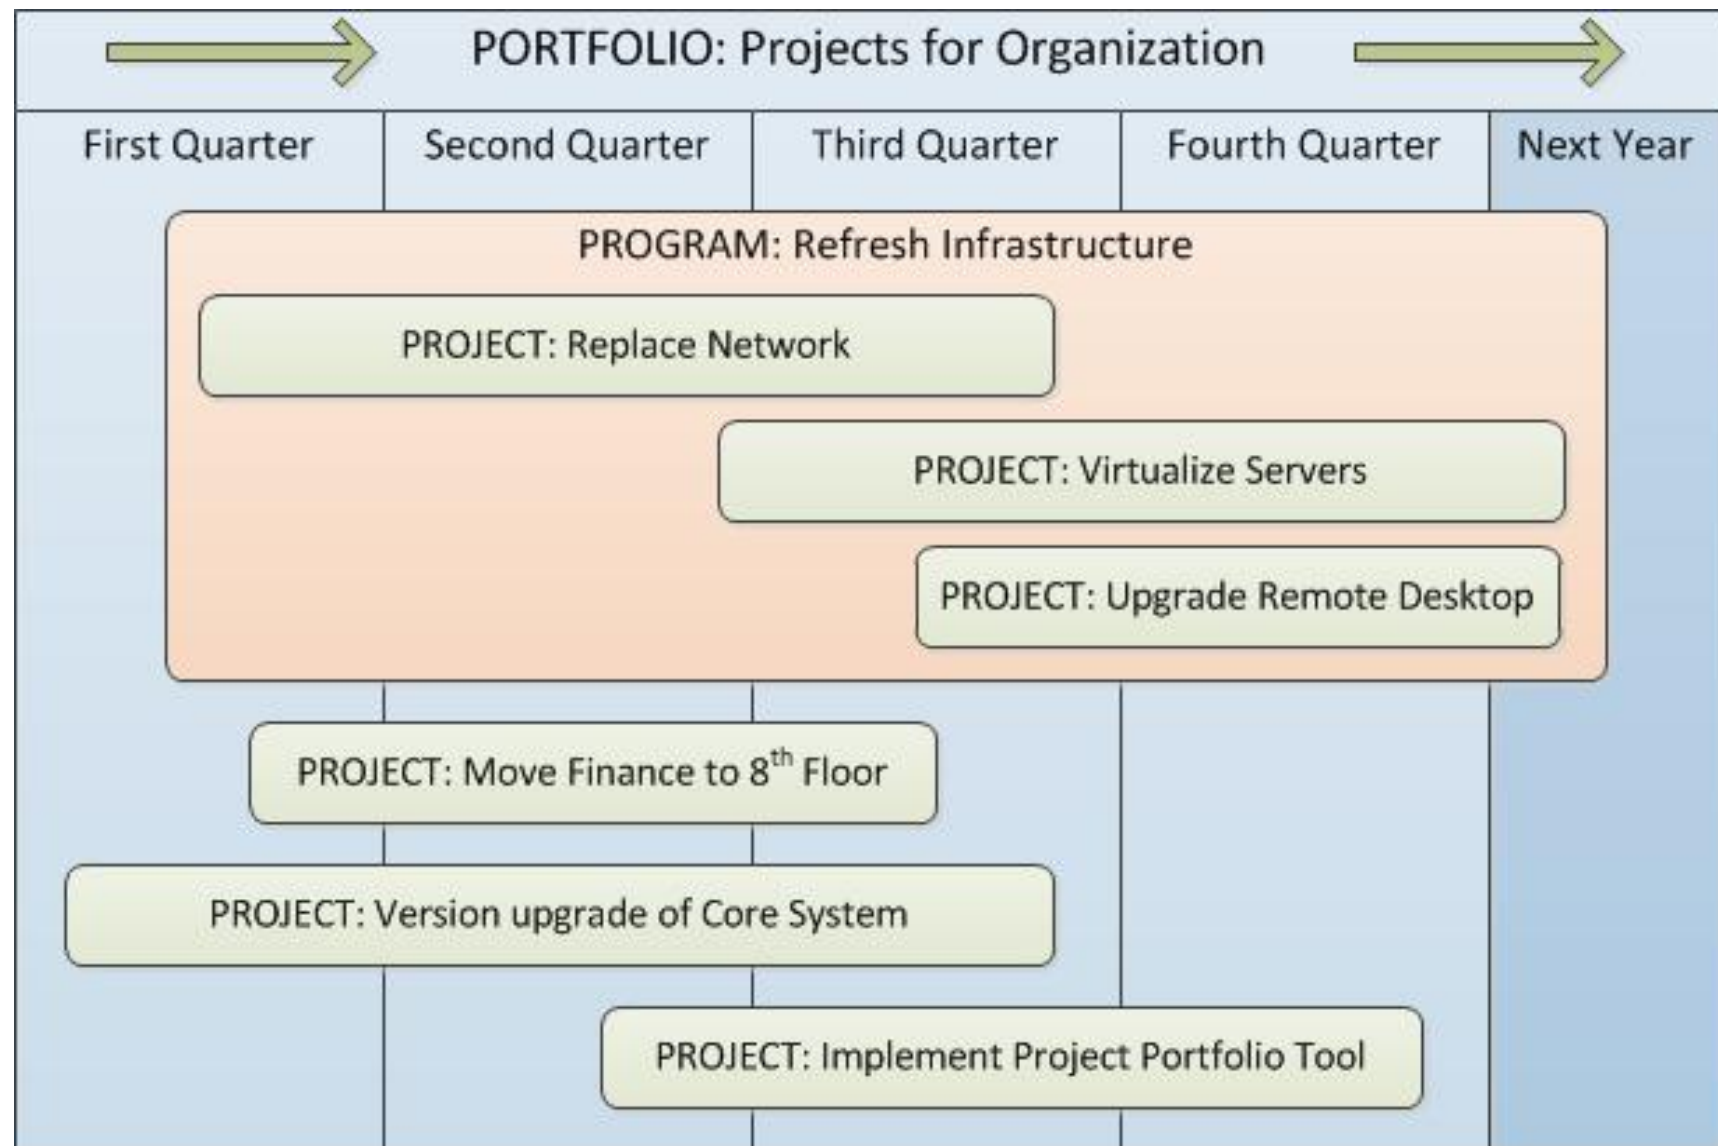 PORTFOLIO: Projects for Organization
First Quarter
Second Quarter
Third Quarter
Fourth Quarter
Next Year
PROGRAM: Refresh Infrastructure
PROJECT: Replace Network
PROJECT: Virtualize Servers
PROJECT: Upgrade Remote Desktop
PROJECT: Move Finance to 8th Floor
PROJECT: Version upgrade of Core System
PROJECT: Implement Project Portfolio Tool